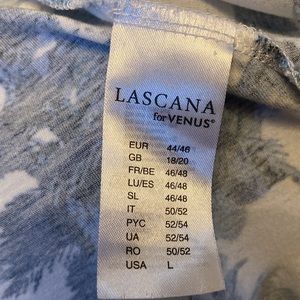 LASCANA
for VENUS®
EUR 44/46
GB 18/20
FR/BE 46/48
LU/ES 46/48
SL 46/48
IT 50/52
PYC 52/54
UA 52/54
RO 50/52
USA L